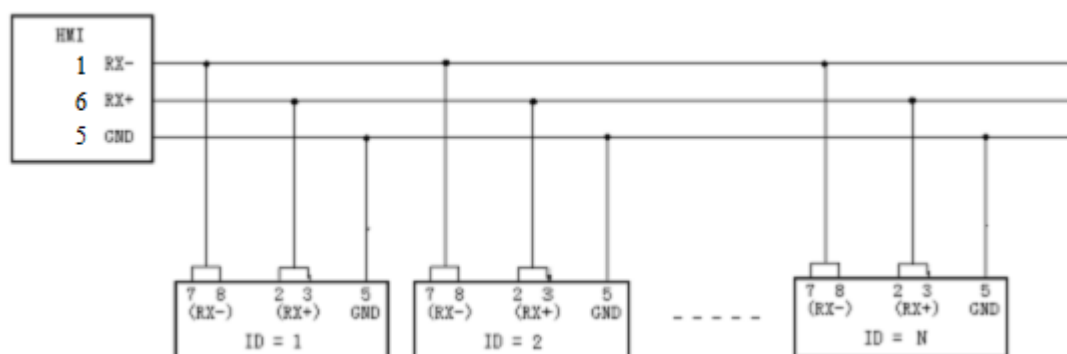 HMI
1 RX-
6 RX+
5 GND
7 8 2 3 5
(RX-) (RX+) GND
ID = 1
7 8 2 3 5
(RX-) (RX+) GND
ID = 2
7 8 2 3 5
(RX-) (RX+) GND
ID = N